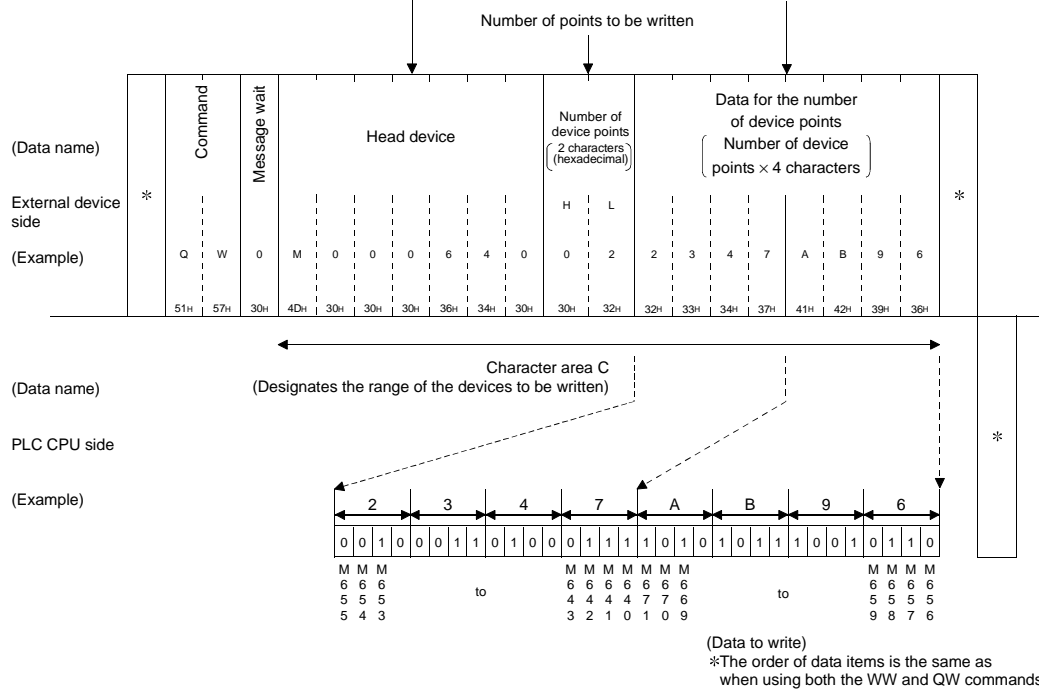 Number of points to be written
(Data name)
Command
Message wait
Head device
Number of
device points
2 characters
(hexadecimal)
Data for the number
of device points
Number of device
points × 4 characters
External device
side
*
H L
*
(Example)
Q W 0 M 0 0 0 6 4 0 0 2 2 3 4 7 A B 9 6
51H 57H 30H 4DH 30H 30H 30H 36H 34H 30H 30H 32H 32H 33H 34H 37H 41H 42H 39H 36H
Character area C
(Designates the range of the devices to be written)
(Data name)
PLC CPU side
*
(Example)
2 3 4 7 A B 9 6
0 0 1 0 0 0 1 1 0 1 0 0 0 1 1 1 1 0 1 0 1 0 1 1 1 0 0 1 0 1 1 0
M655 M654 M653 to M643 M642 M641 M640 M671 M670 M669 to M659 M658 M657 M656
(Data to write)
*The order of data items is the same as
when using both the WW and QW commands